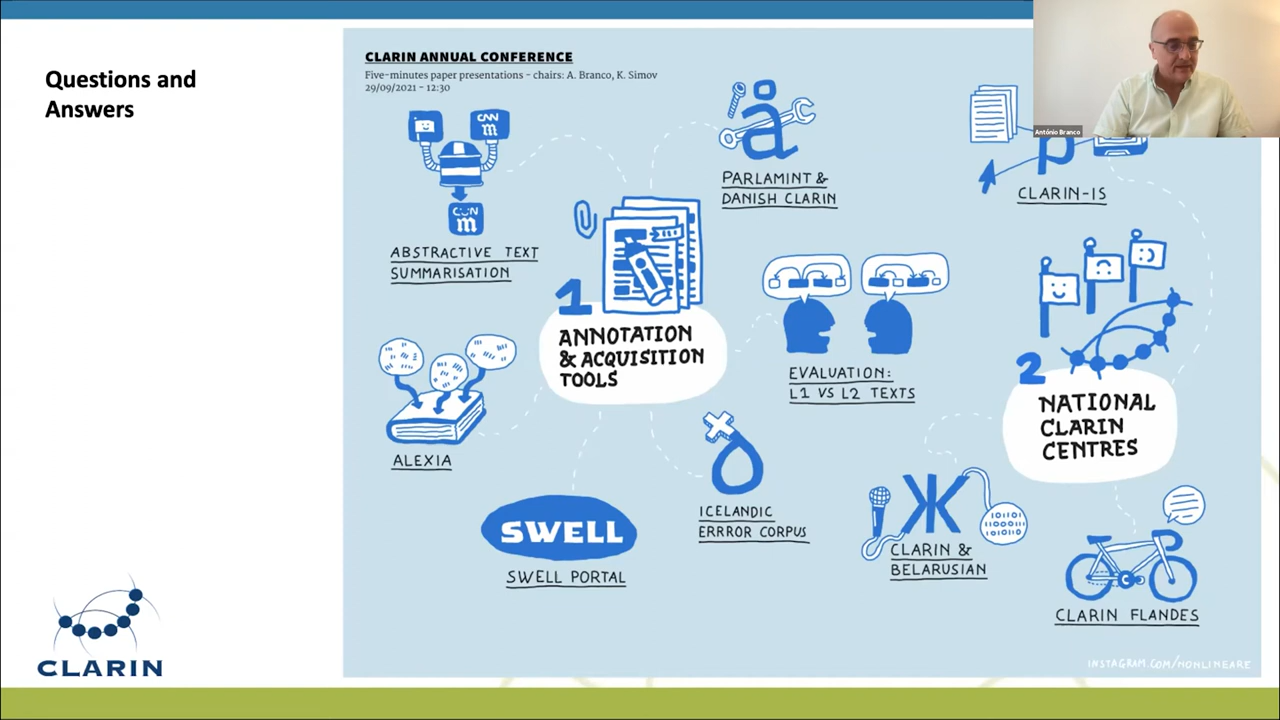 Questions and
Answers
CLARIN ANNUAL CONFERENCE
Five-minutes paper presentations - chairs: A. Branco, K. Simov
29/09/2021 - 12:30
CNN
m
m
ABSTRACTIVE TEXT
SUMMARISATION
1
ANNOTATION
& ACQUISITION
TOOLS
å
PARLAMINT &
DANISH CLARIN
António Branco
CLARIN-IS
EVALUATION:
L1 VS L2 TEXTS
2
NATIONAL
CLARIN
CENTRES
ALEXIA
SWELL
SWELL PORTAL
ICELANDIC
ERRROR CORPUS
Ж
CLARIN &
BELARUSIAN
CLARIN FLANDES
CLARIN
INSTAGRAM.COM/NONLINEARE